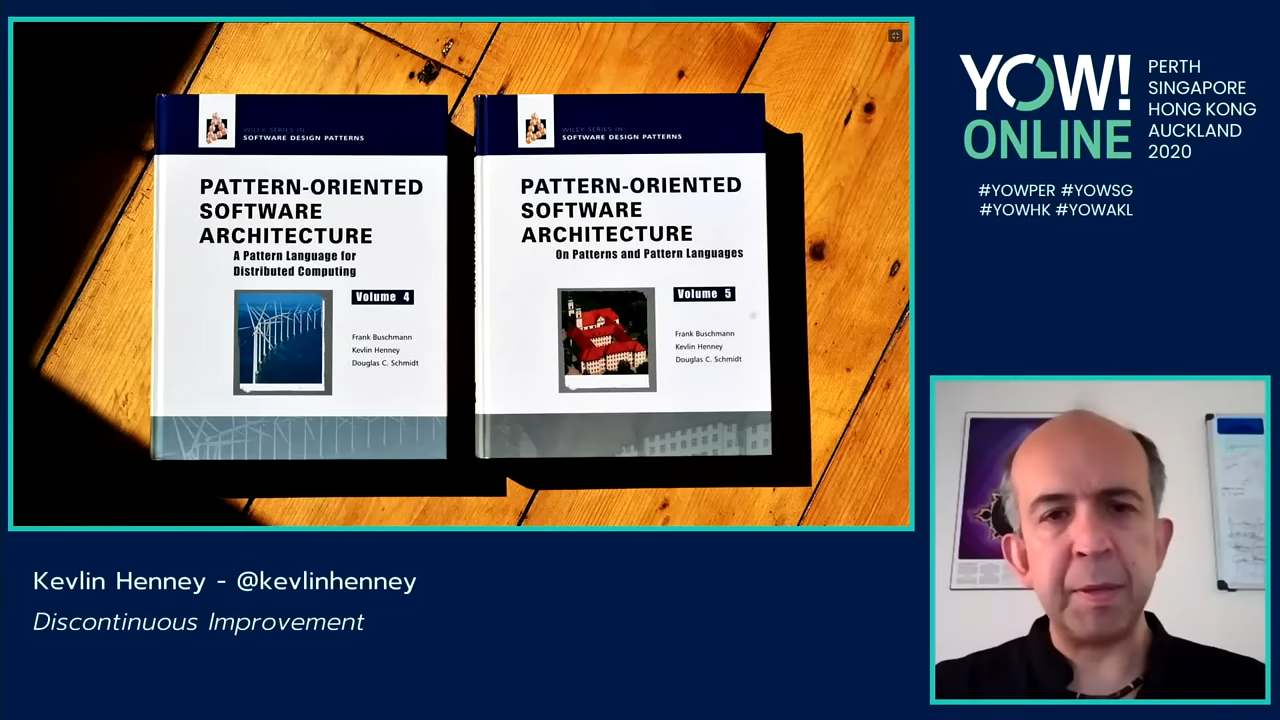 WILEY SERIES IN
SOFTWARE DESIGN PATTERNS
PATTERN-ORIENTED
SOFTWARE
ARCHITECTURE
A Pattern Language for
Distributed Computing
Volume 4
Frank Buschmann
Kevlin Henney
Douglas C. Schmidt
WILEY SERIES IN
SOFTWARE DESIGN PATTERNS
PATTERN-ORIENTED
SOFTWARE
ARCHITECTURE
On Patterns and Pattern Languages
Volume 5
Frank Buschmann
Kevlin Henney
Douglas C. Schmidt
YOW!
ONLINE
PERTH
SINGAPORE
HONG KONG
AUCKLAND
2020
#YOWPER #YOWSG
#YOWHK #YOWAKL
Kevlin Henney - @kevlinhenney
Discontinuous Improvement